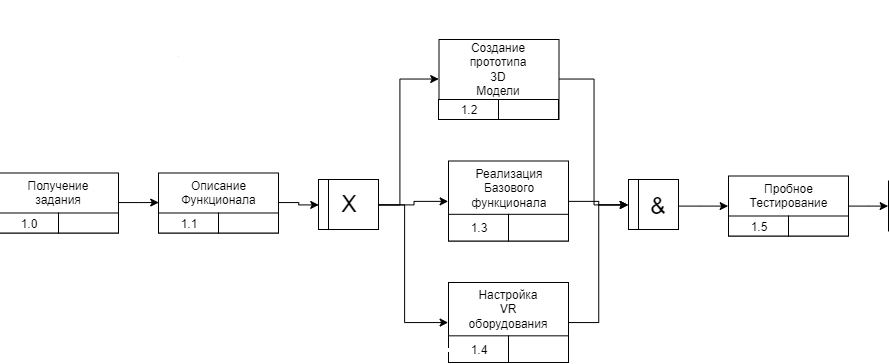 Получение
задания
1.0
Описание
Функционала
1.1
X
Создание
прототипа
3D
Модели
1.2
Реализация
Базового
функционала
1.3
Настройка
VR
оборудования
1.4
&
Пробное
Тестирование
1.5